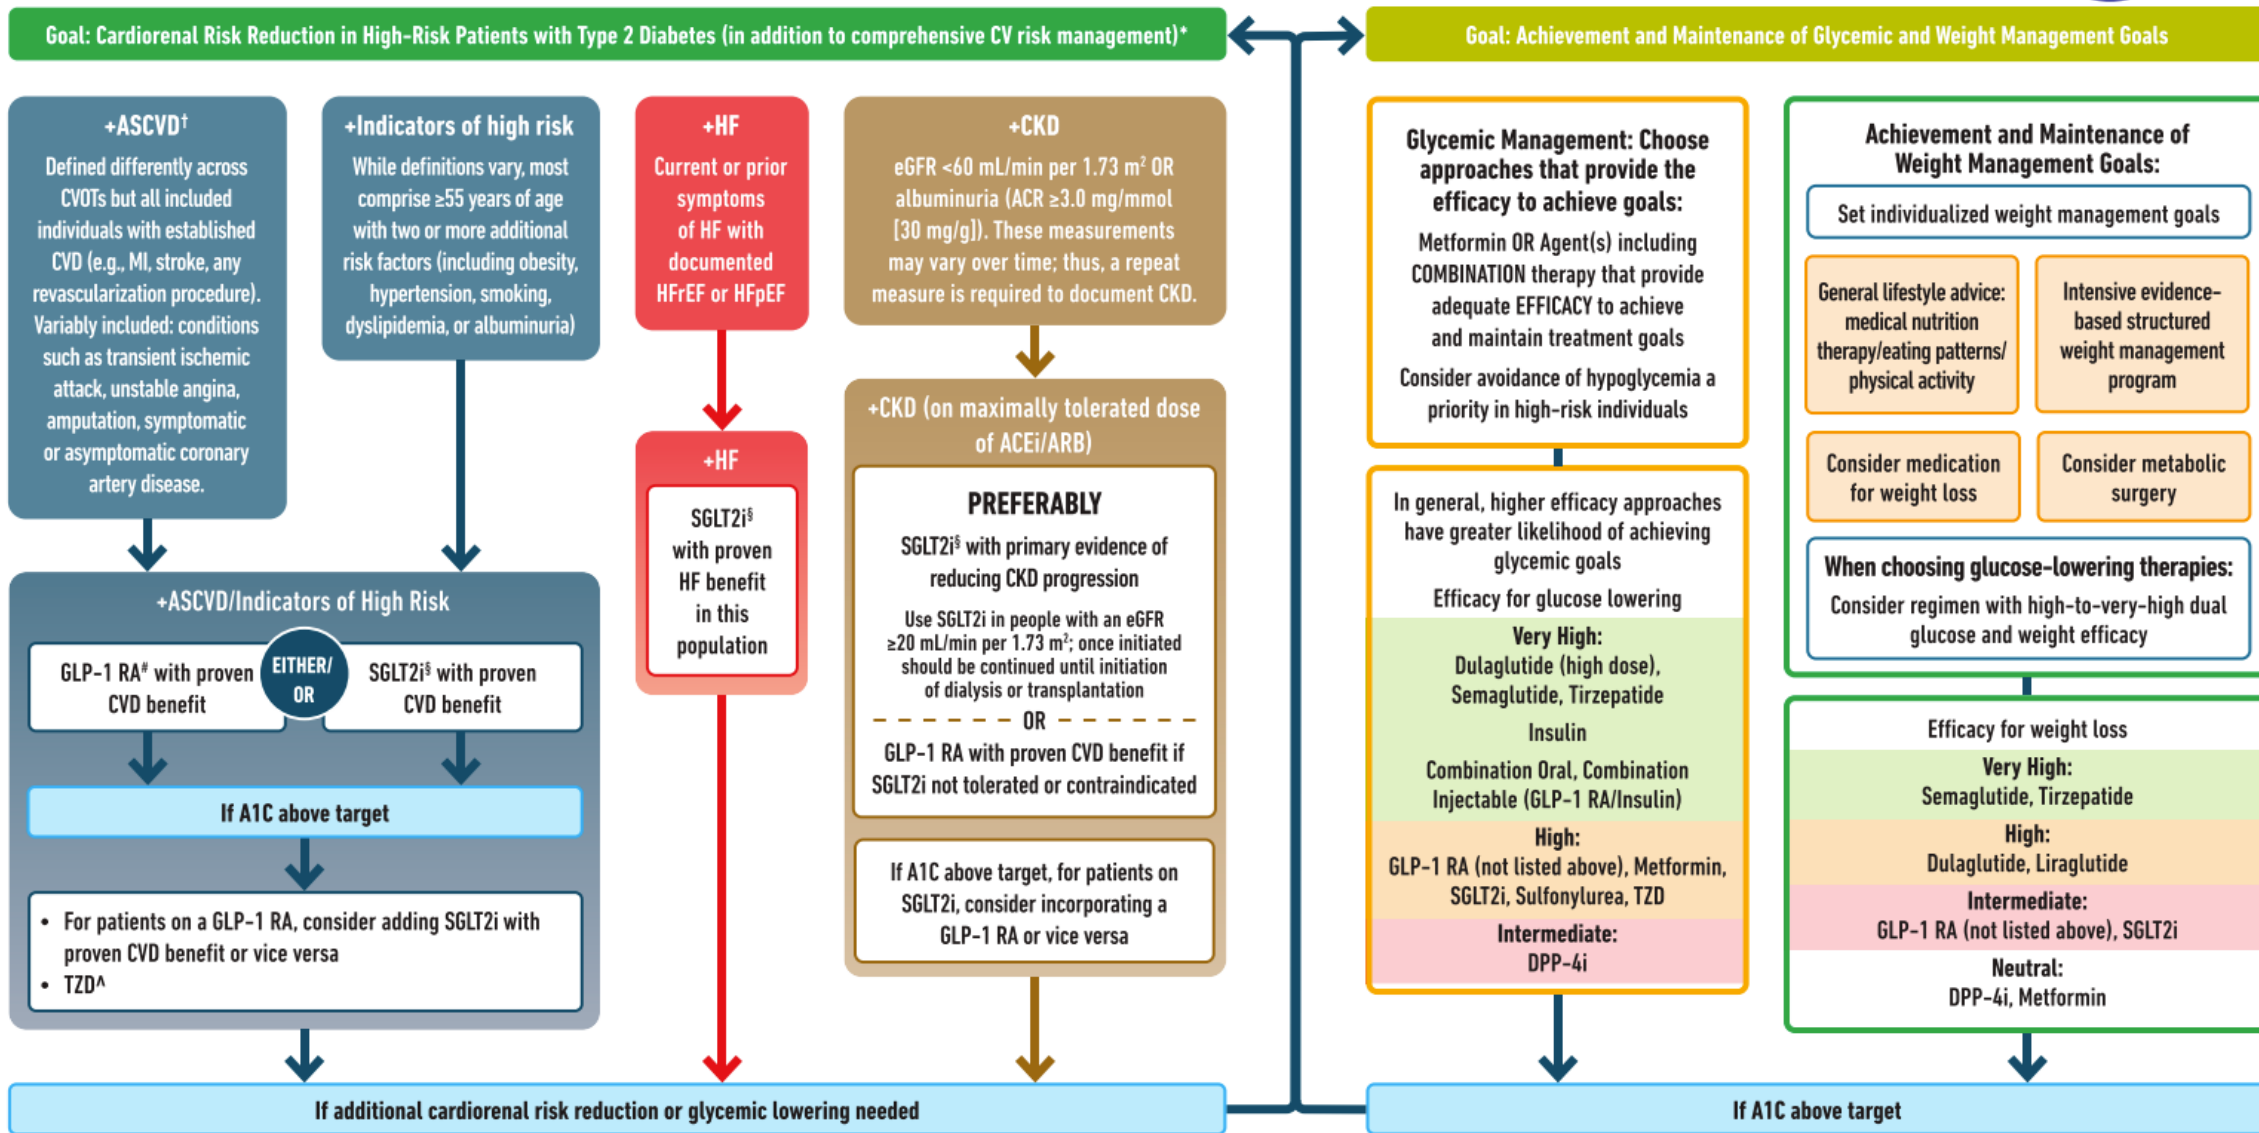 Goal: Cardiorenal Risk Reduction in High-Risk Patients with Type 2 Diabetes (in addition to comprehensive CV risk management)*
Goal: Achievement and Maintenance of Glycemic and Weight Management Goals
+ASCVD†
Defined differently across
CVOTs but all included
individuals with established
CVD (e.g., MI, stroke, any
revascularization procedure).
Variably included: conditions
such as transient ischemic
attack, unstable angina,
amputation, symptomatic
or asymptomatic coronary
artery disease.
+Indicators of high risk
While definitions vary, most
comprise ≥55 years of age
with two or more additional
risk factors (including obesity,
hypertension, smoking,
dyslipidemia, or albuminuria)
+HF
Current or prior
symptoms
of HF with
documented
HFrEF or HFpEF
+CKD
eGFR <60 mL/min per 1.73 m² OR
albuminuria (ACR ≥3.0 mg/mmol
[30 mg/g]). These measurements
may vary over time; thus, a repeat
measure is required to document CKD.
+ASCVD/Indicators of High Risk
GLP-1 RA# with proven
CVD benefit
EITHER/
OR
SGLT2i§ with proven
CVD benefit
If A1C above target
• For patients on a GLP-1 RA, consider adding SGLT2i with
proven CVD benefit or vice versa
• TZD^
+HF
SGLT2i§
with proven
HF benefit
in this
population
+CKD (on maximally tolerated dose
of ACEi/ARB)
PREFERABLY
SGLT2i§ with primary evidence of
reducing CKD progression
Use SGLT2i in people with an eGFR
≥20 mL/min per 1.73 m²; once initiated
should be continued until initiation
of dialysis or transplantation
OR
GLP-1 RA with proven CVD benefit if
SGLT2i not tolerated or contraindicated
If A1C above target, for patients on
SGLT2i, consider incorporating a
GLP-1 RA or vice versa
If additional cardiorenal risk reduction or glycemic lowering needed
Glycemic Management: Choose
approaches that provide the
efficacy to achieve goals:
Metformin OR Agent(s) including
COMBINATION therapy that provide
adequate EFFICACY to achieve
and maintain treatment goals
Consider avoidance of hypoglycemia a
priority in high-risk individuals
In general, higher efficacy approaches
have greater likelihood of achieving
glycemic goals
Efficacy for glucose lowering
Very High:
Dulaglutide (high dose),
Semaglutide, Tirzepatide
Insulin
Combination Oral, Combination
Injectable (GLP-1 RA/Insulin)
High:
GLP-1 RA (not listed above), Metformin,
SGLT2i, Sulfonylurea, TZD
Intermediate:
DPP-4i
Achievement and Maintenance of
Weight Management Goals:
Set individualized weight management goals
General lifestyle advice:
medical nutrition
therapy/eating patterns/
physical activity
Intensive evidence-
based structured
weight management
program
Consider medication
for weight loss
Consider metabolic
surgery
When choosing glucose-lowering therapies:
Consider regimen with high-to-very-high dual
glucose and weight efficacy
Efficacy for weight loss
Very High:
Semaglutide, Tirzepatide
High:
Dulaglutide, Liraglutide
Intermediate:
GLP-1 RA (not listed above), SGLT2i
Neutral:
DPP-4i, Metformin
If A1C above target